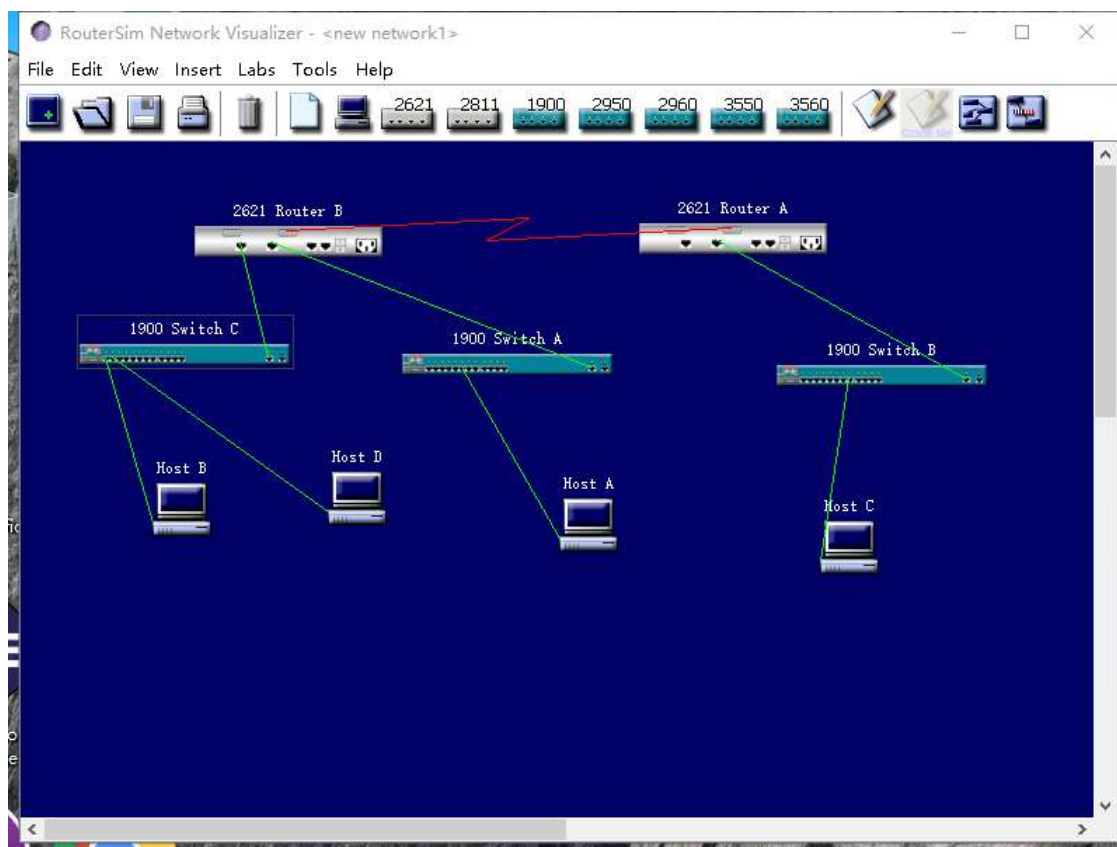 RouterSim Network Visualizer - <new network1>
File Edit View Insert Labs Tools Help
2621 2811 1900 2950 2960 3550 3560
2621 Router B
2621 Router A
1900 Switch C
1900 Switch A
1900 Switch B
Host B
Host D
Host A
Host C